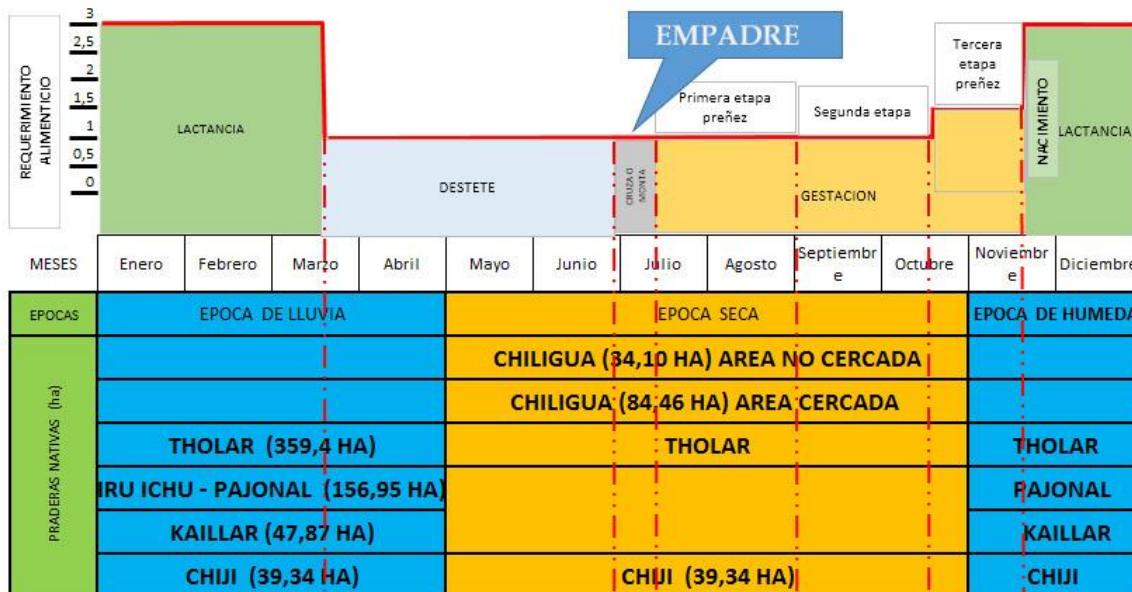 REQUERIMIENTO
ALIMENTICIO
3
2,5
2
1,5
1
0,5
0
EMPADRE
LACTANCIA
DESTETE
CRUZA O
MONTA
Primera etapa
preñez
Segunda etapa
Tercera
etapa
preñez
GESTACION
NACIMIENTO
LACTANCIA
MESES Enero Febrero Marzo Abril Mayo Junio Julio Agosto Septiembr
e Octubre Noviembr
e Diciembre
EPOCAS EPOCA DE LLUVIA EPOCA SECA EPOCA DE HUMEDA
PRADERAS NATIVAS (ha)
CHILIGUA (34,10 HA) AREA NO CERCADA
CHILIGUA (84,46 HA) AREA CERCADA
THOLAR (359,4 HA) THOLAR THOLAR
IRU ICHU - PAJONAL (156,95 HA) PAJONAL
KAILLAR (47,87 HA) KAILLAR
CHIJI (39,34 HA) CHIJI (39,34 HA) CHIJI